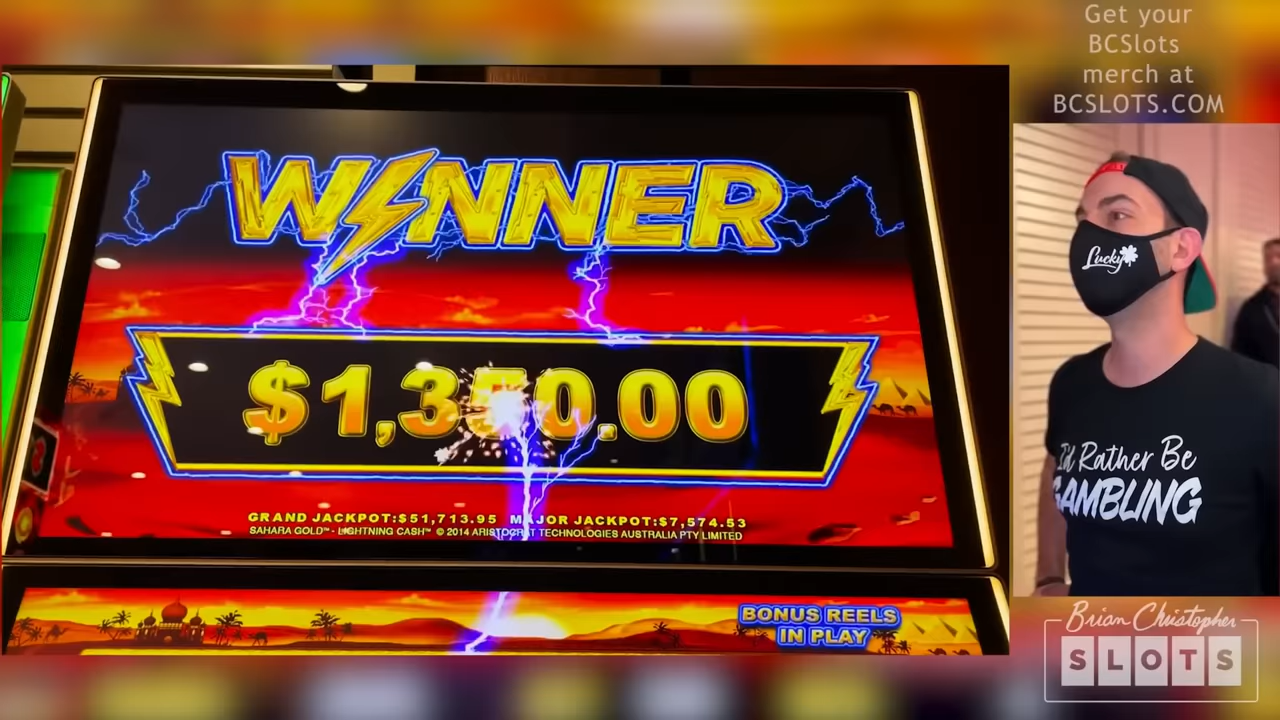 Get your
BCSlots
merch at
BCSLOTS.COM
WINNER
$1,350.00
GRAND JACKPOT:$51,713.95 MAJOR JACKPOT:$7,574.53
SAHARA GOLD™ - LIGHTNING CASH™ © 2014 ARISTOCRAT TECHNOLOGIES AUSTRALIA PTY LIMITED
BONUS REELS
IN PLAY
Lucky
I'd Rather Be
GAMBLING
Brian Christopher
SLOTS